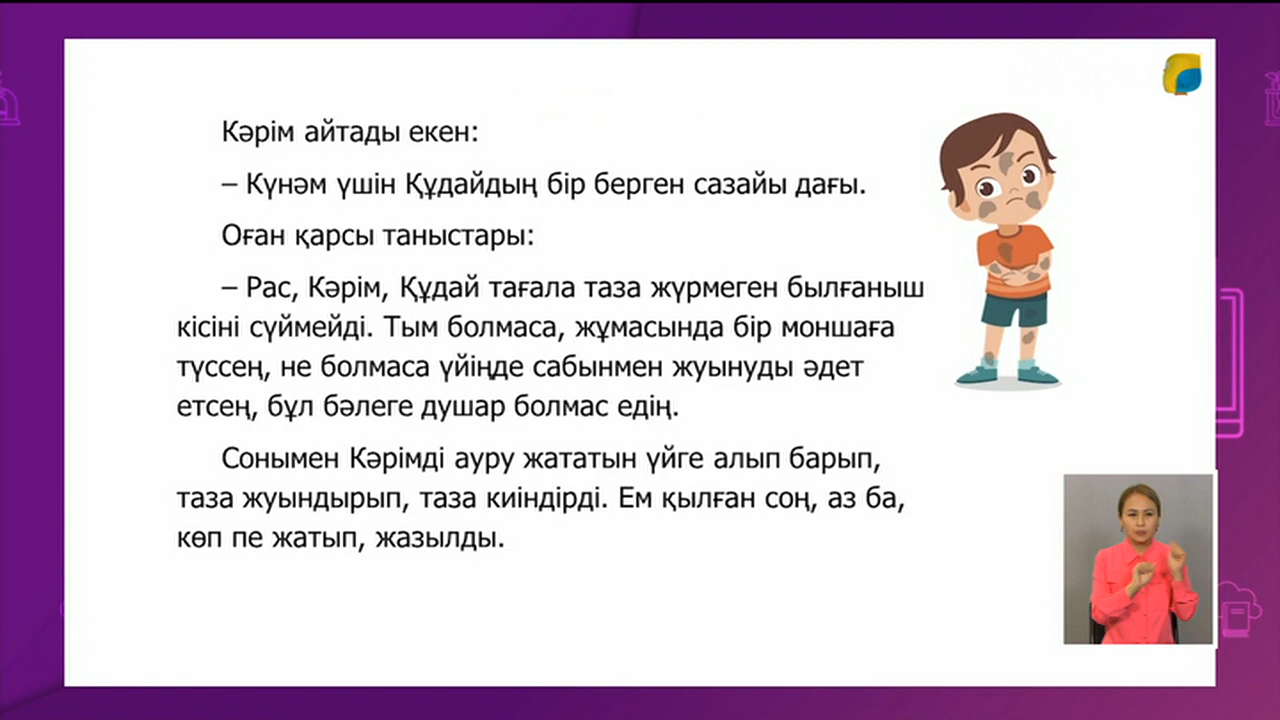 Кәрім айтады екен:
– Күнәм үшін Құдайдың бір берген сазайы дағы.
Оған қарсы таныстары:
– Рас, Кәрім, Құдай тағала таза жүрмеген былғаныш
кісіні сүймейді. Тым болмаса, жұмасында бір моншаға
түссең, не болмаса үйіңде сабынмен жуынуды әдет
етсең, бұл бәлеге душар болмас едің.
Сонымен Кәрімді ауру жататын үйге алып барып,
таза жуындырып, таза киіндірді. Ем қылған соң, аз ба,
көп пе жатып, жазылды.